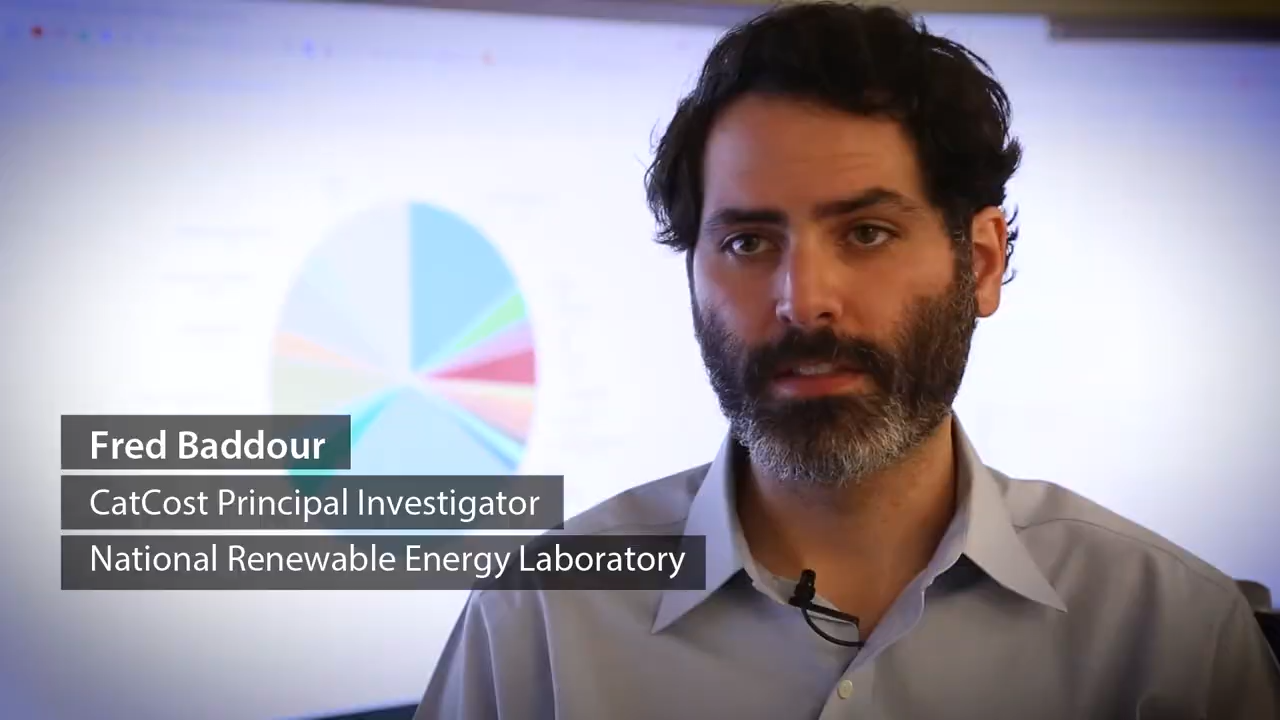 Fred Baddour
CatCost Principal Investigator
National Renewable Energy Laboratory